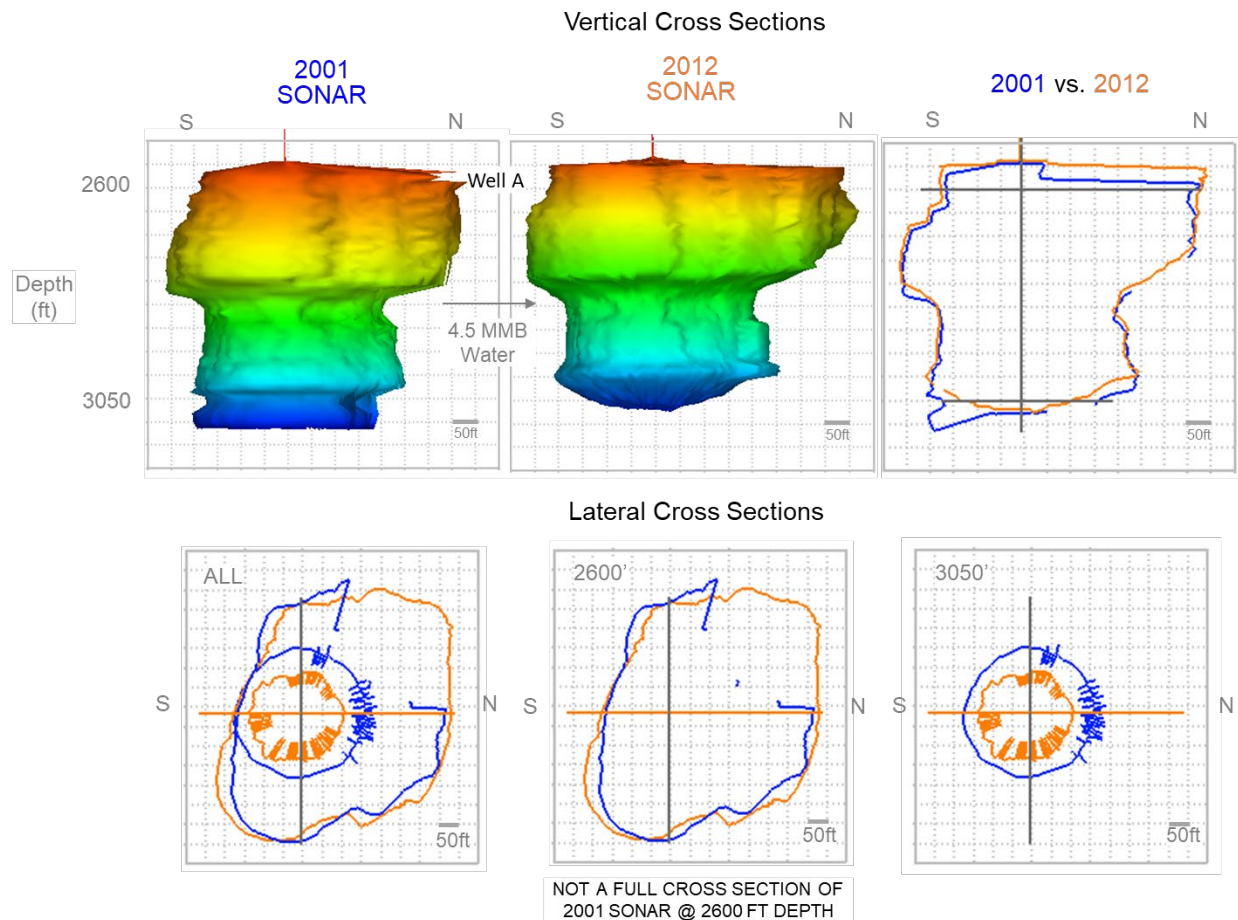 Vertical Cross Sections
2001
SONAR
2012
SONAR
2001 vs. 2012
S
N
S
N
S
N
2600
Well A
Depth
(ft)
4.5 MMB
Water
3050
50ft
50ft
50ft
Lateral Cross Sections
ALL
2600'
3050'
S
N
S
N
S
N
50ft
50ft
50ft
NOT A FULL CROSS SECTION OF
2001 SONAR @ 2600 FT DEPTH